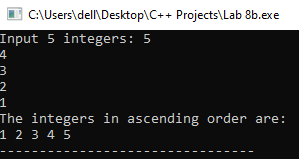 C:\Users\dell\Desktop\C++ Projects\Lab 8b.exe
Input 5 integers: 5
4
3
2
1
The integers in ascending order are:
1 2 3 4 5
--------------------------------